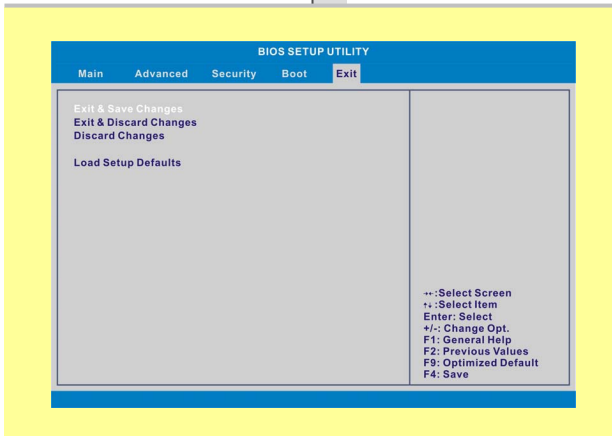 BIOS SETUP UTILITY
Main Advanced Security Boot Exit
Exit & Save Changes
Exit & Discard Changes
Discard Changes
Load Setup Defaults
→←:Select Screen
↑↓:Select Item
Enter: Select
+/-: Change Opt.
F1: General Help
F2: Previous Values
F9: Optimized Default
F4: Save